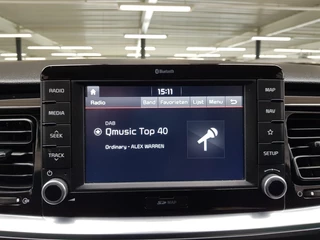 Bluetooth
RADIO
MEDIA
SEEK
TRACK
15:11
Radio
Band
Favorieten
Lijst
Menu
DAB
Qmusic Top 40
Ordinary - ALEX WARREN
MAP
NAV
SETUP